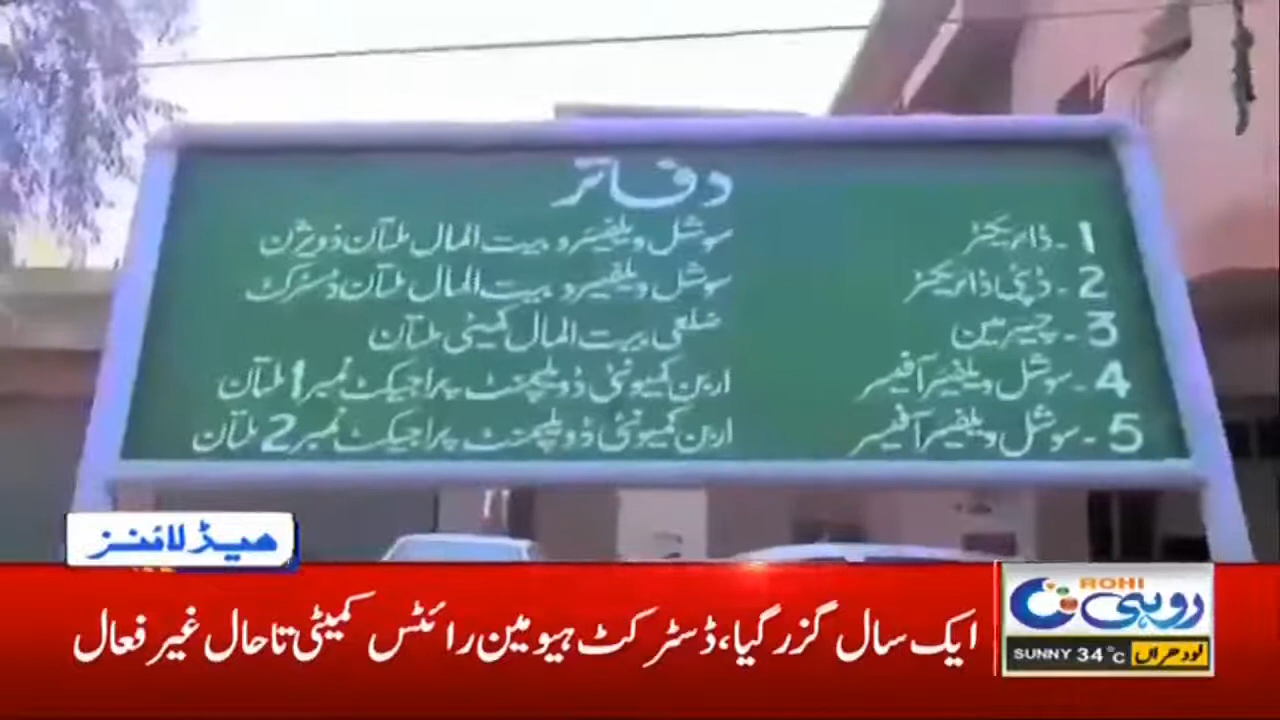 دفاتر
1۔ڈائریکٹر سوشل ویلفیئر و بیت المال ملتان ڈویژن
2۔ڈپٹی ڈائریکٹر سوشل ویلفیئر و بیت المال ملتان ڈسٹرکٹ
3۔چیئرمین ضلعی بیت المال کمیٹی ملتان
4۔سوشل ویلفیئر آفیسر اربن کمیونٹی ڈویلپمنٹ پراجیکٹ نمبر 1 ملتان
5۔سوشل ویلفیئر آفیسر اربن کمیونٹی ڈویلپمنٹ پراجیکٹ نمبر 2 ملتان
ہیڈ لائنز
ایک سال گزر گیا، ڈسٹرکٹ ہیومین رائٹس کمیٹی تاحال غیر فعال
ROHI
روہی
SUNNY 34°C لودھراں